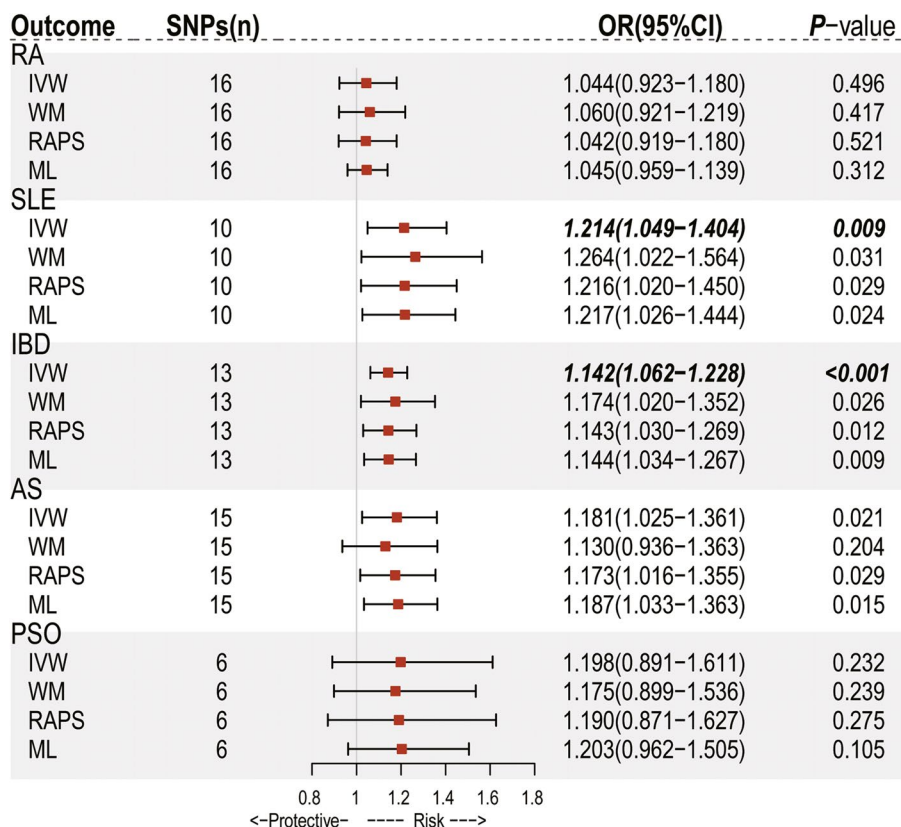 Outcome SNPs(n) OR(95%CI) P−value
RA
IVW 16 1.044(0.923−1.180) 0.496
WM 16 1.060(0.921−1.219) 0.417
RAPS 16 1.042(0.919−1.180) 0.521
ML 16 1.045(0.959−1.139) 0.312
SLE
IVW 10 1.214(1.049−1.404) 0.009
WM 10 1.264(1.022−1.564) 0.031
RAPS 10 1.216(1.020−1.450) 0.029
ML 10 1.217(1.026−1.444) 0.024
IBD
IVW 13 1.142(1.062−1.228) <0.001
WM 13 1.174(1.020−1.352) 0.026
RAPS 13 1.143(1.030−1.269) 0.012
ML 13 1.144(1.034−1.267) 0.009
AS
IVW 15 1.181(1.025−1.361) 0.021
WM 15 1.130(0.936−1.363) 0.204
RAPS 15 1.173(1.016−1.355) 0.029
ML 15 1.187(1.033−1.363) 0.015
PSO
IVW 6 1.198(0.891−1.611) 0.232
WM 6 1.175(0.899−1.536) 0.239
RAPS 6 1.190(0.871−1.627) 0.275
ML 6 1.203(0.962−1.505) 0.105
0.8 1 1.2 1.4 1.6 1.8
<−Protective− −−−− Risk −−−>